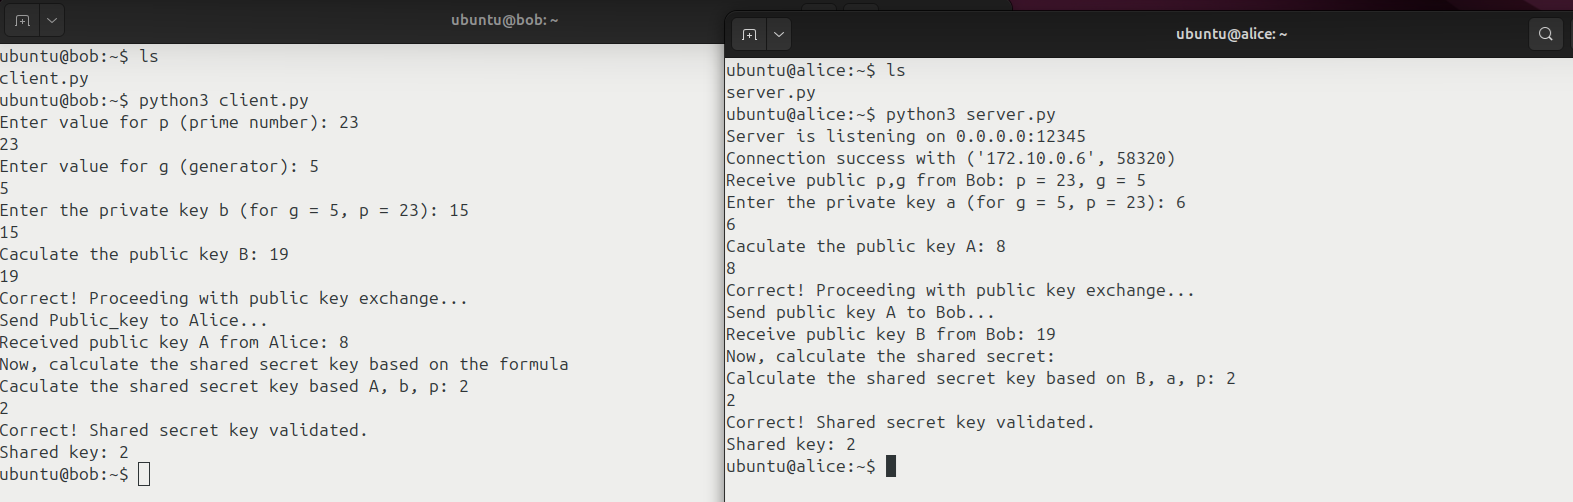 ubuntu@bob: ~
ubuntu@bob:~$ ls
client.py
ubuntu@bob:~$ python3 client.py
Enter value for p (prime number): 23
23
Enter value for g (generator): 5
5
Enter the private key b (for g = 5, p = 23): 15
15
Caculate the public key B: 19
19
Correct! Proceeding with public key exchange...
Send Public_key to Alice...
Received public key A from Alice: 8
Now, calculate the shared secret key based on the formula
Caculate the shared secret key based A, b, p: 2
2
Correct! Shared secret key validated.
Shared key: 2
ubuntu@bob:~$
ubuntu@alice: ~
ubuntu@alice:~$ ls
server.py
ubuntu@alice:~$ python3 server.py
Server is listening on 0.0.0.0:12345
Connection success with ('172.10.0.6', 58320)
Receive public p,g from Bob: p = 23, g = 5
Enter the private key a (for g = 5, p = 23): 6
6
Caculate the public key A: 8
8
Correct! Proceeding with public key exchange...
Send public key A to Bob...
Receive public key B from Bob: 19
Now, calculate the shared secret:
Calculate the shared secret key based on B, a, p: 2
2
Correct! Shared secret key validated.
Shared key: 2
ubuntu@alice:~$